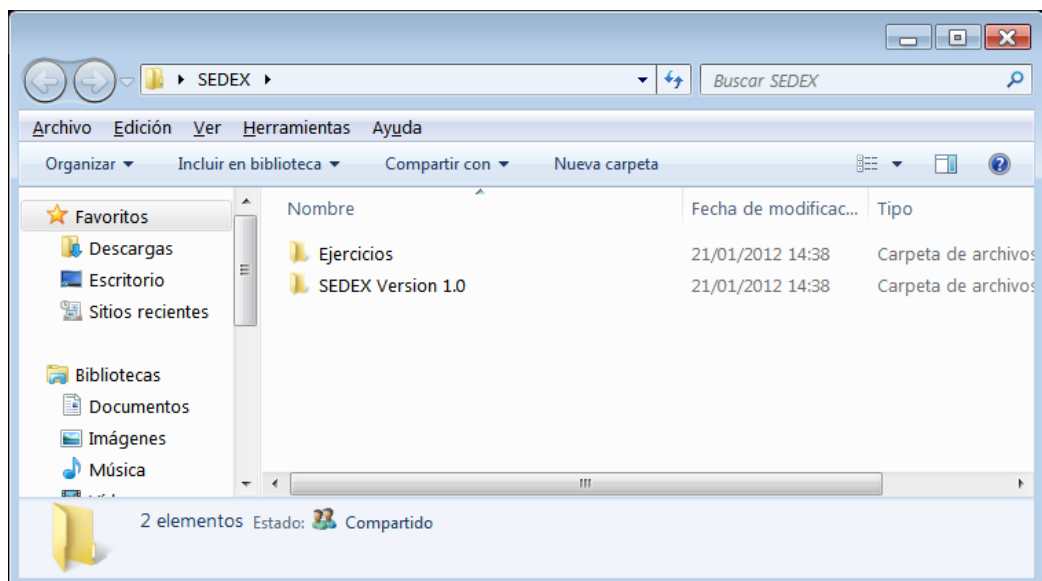 SEDEX
Buscar SEDEX
Archivo Edición Ver Herramientas Ayuda
Organizar Incluir en biblioteca Compartir con Nueva carpeta
Favoritos
Descargas
Escritorio
Sitios recientes
Bibliotecas
Documentos
Imágenes
Música
Nombre Fecha de modificac... Tipo
Ejercicios 21/01/2012 14:38 Carpeta de archivos
SEDEX Version 1.0 21/01/2012 14:38 Carpeta de archivos
2 elementos Estado: Compartido